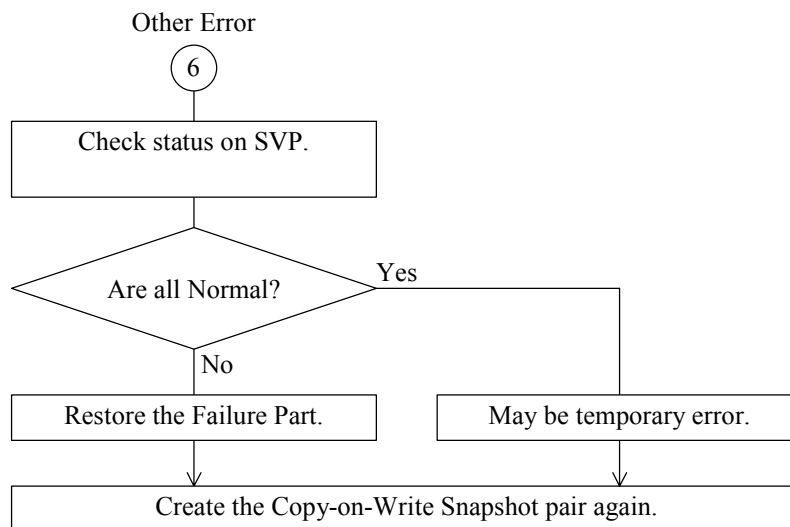 Other Error
6
Check status on SVP.
Are all Normal?
Yes
No
Restore the Failure Part.
May be temporary error.
Create the Copy-on-Write Snapshot pair again.